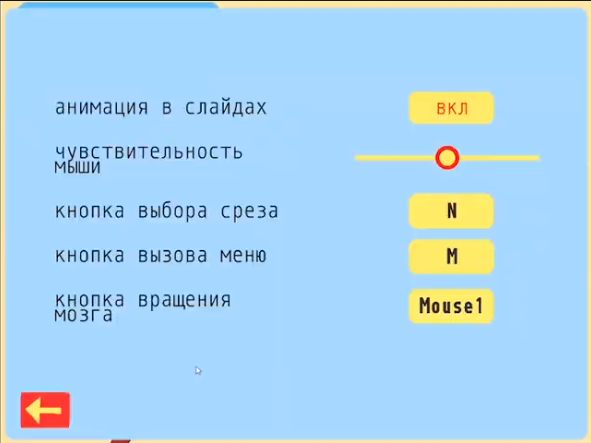 анимация в слайдах
вкл
чувствительность
мыши
кнопка выбора среза
N
кнопка вызова меню
M
кнопка вращения
мозга
Mouse1